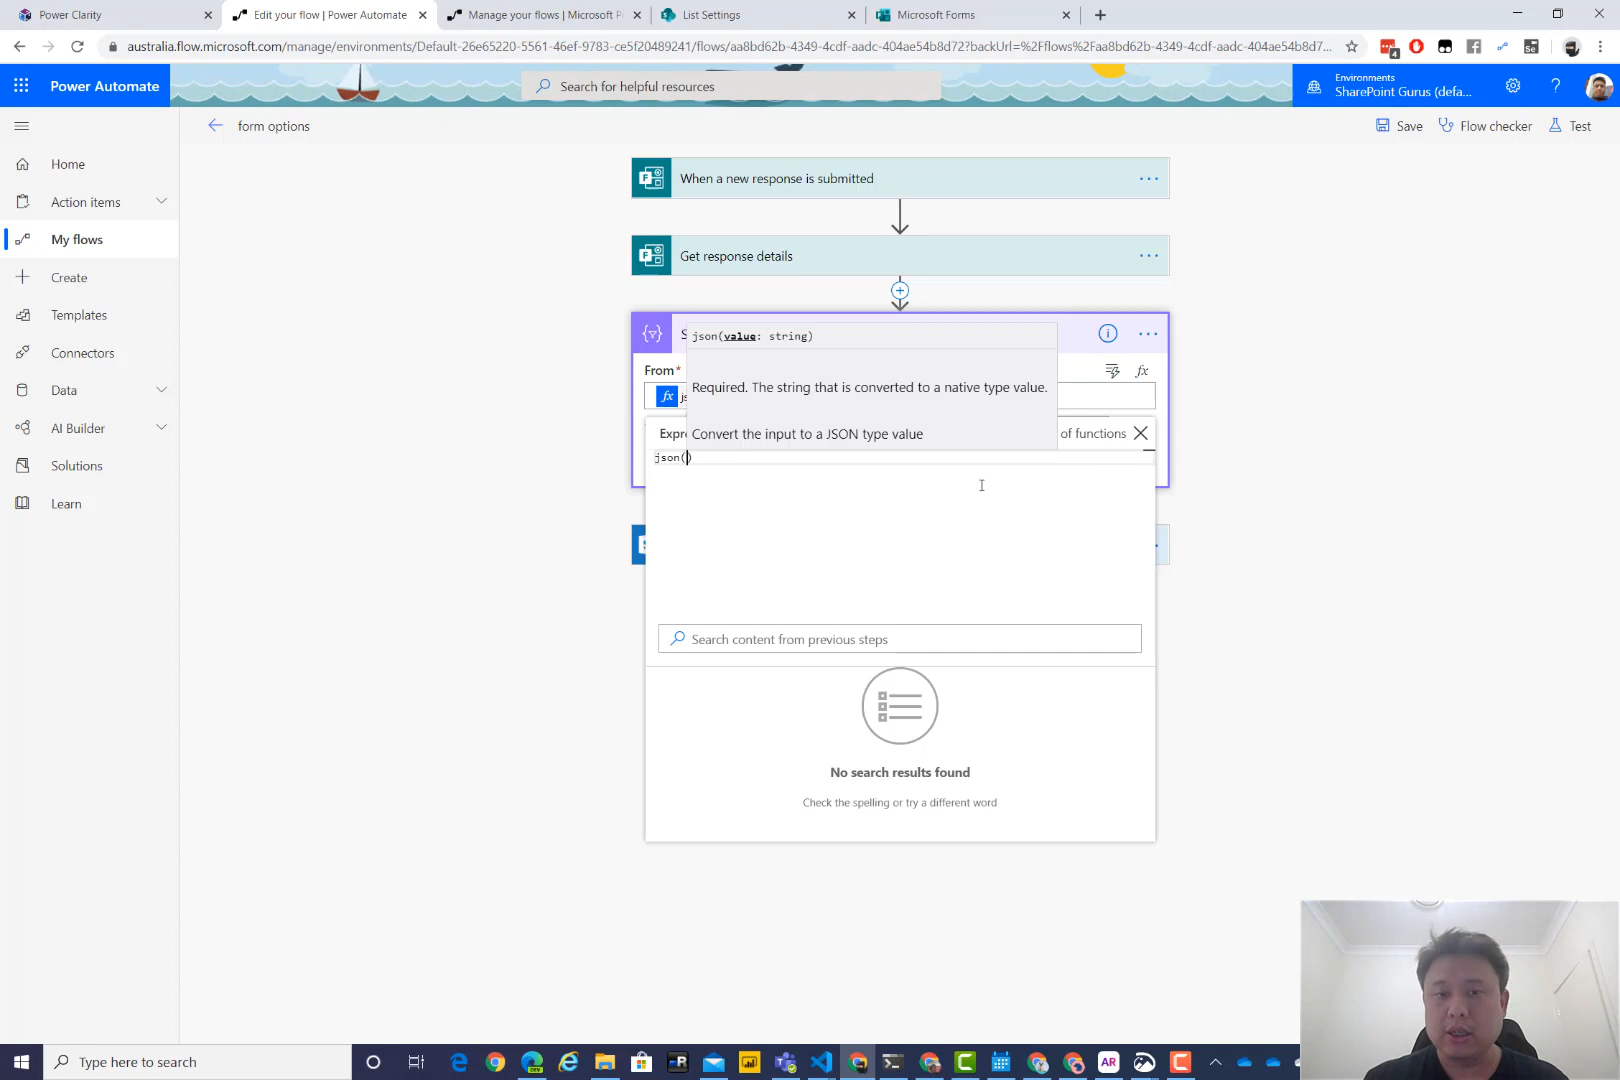 Power Clarity
Edit your flow | Power Automate
Manage your flows | Microsoft P
List Settings
Microsoft Forms
australia.flow.microsoft.com/manage/environments/Default-26e65220-5561-46ef-9783-ce5f20489241/flows/aa8bd62b-4349-4cdf-aadc-404ae54b8d72?backUrl=%2Fflows%2Faa8bd62b-4349-4cdf-aadc-404ae54b8d7...
4
Power Automate
Search for helpful resources
Environments
SharePoint Gurus (defa...
form options
Save
Flow checker
Test
Home
Action items
My flows
Create
Templates
Connectors
Data
AI Builder
Solutions
Learn
When a new response is submitted
Get response details
json(value: string)
From *
fx
Required. The string that is converted to a native type value.
fx
Expre
Convert the input to a JSON type value
of functions
json()
Search content from previous steps
No search results found
Check the spelling or try a different word
Type here to search